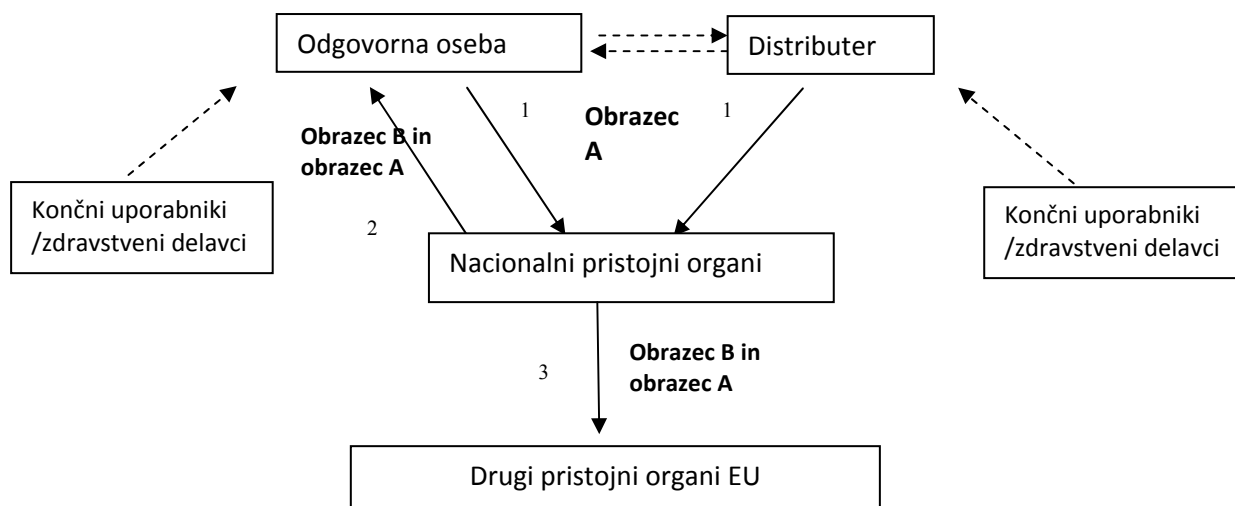 Odgovorna oseba
Distributer
1
Obrazec
A
1
Obrazec B in
obrazec A
Končni uporabniki
/zdravstveni delavci
2
Končni uporabniki
/zdravstveni delavci
Nacionalni pristojni organi
3
Obrazec B in
obrazec A
Drugi pristojni organi EU